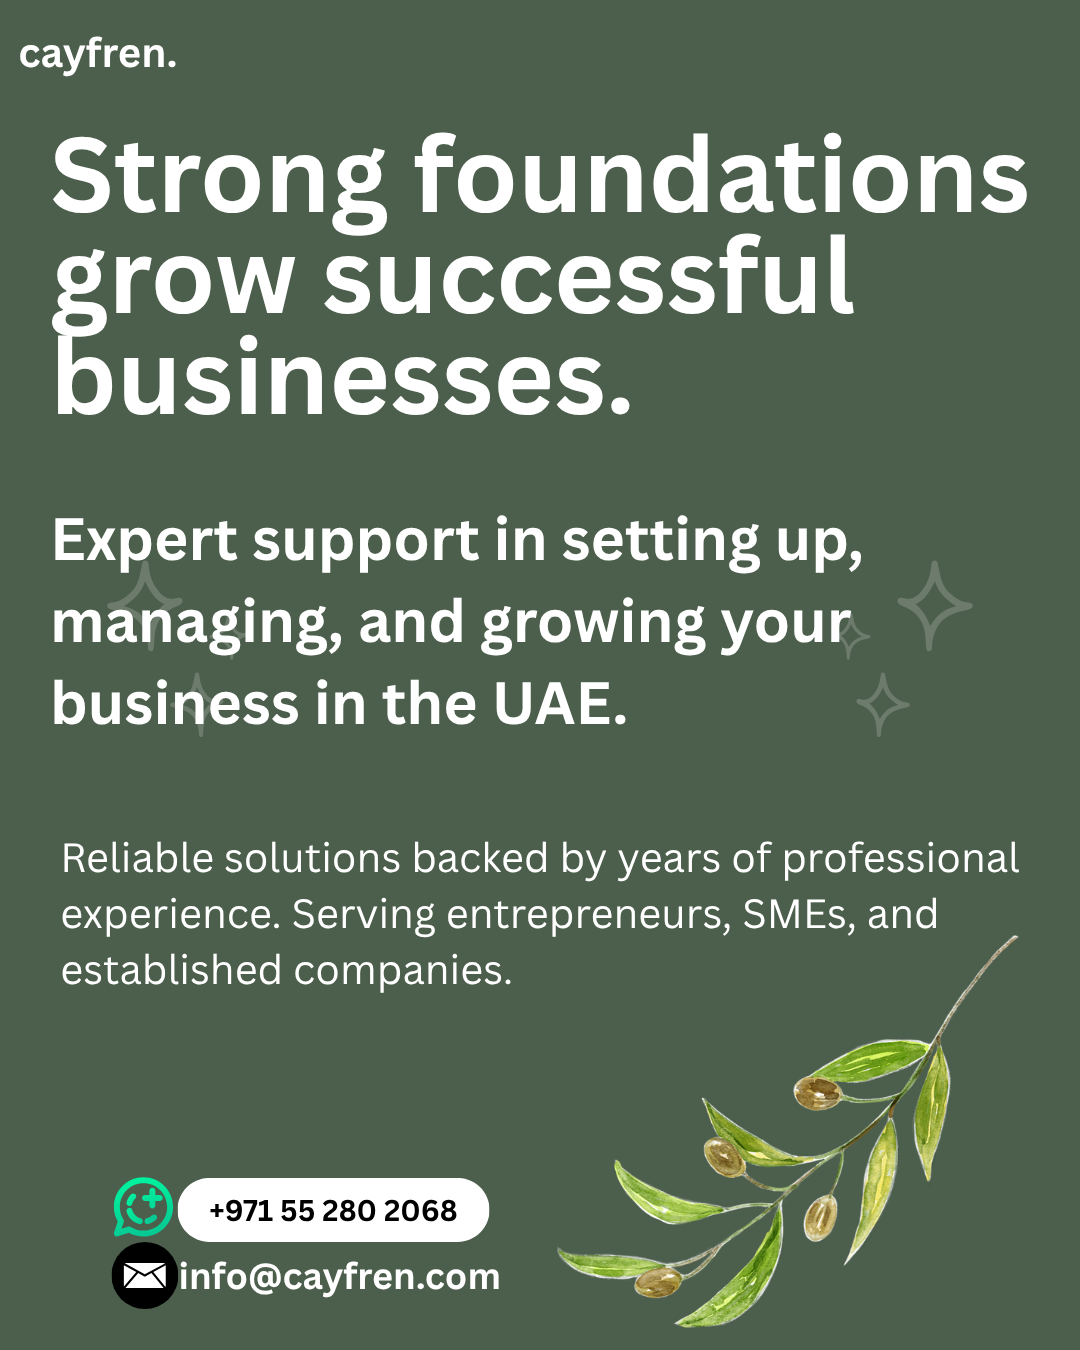 cayfren.
Strong foundations
grow successful
businesses.
Expert support in setting up,
managing, and growing your
business in the UAE.
Reliable solutions backed by years of professional
experience. Serving entrepreneurs, SMEs, and
established companies.
+971 55 280 2068
info@cayfren.com